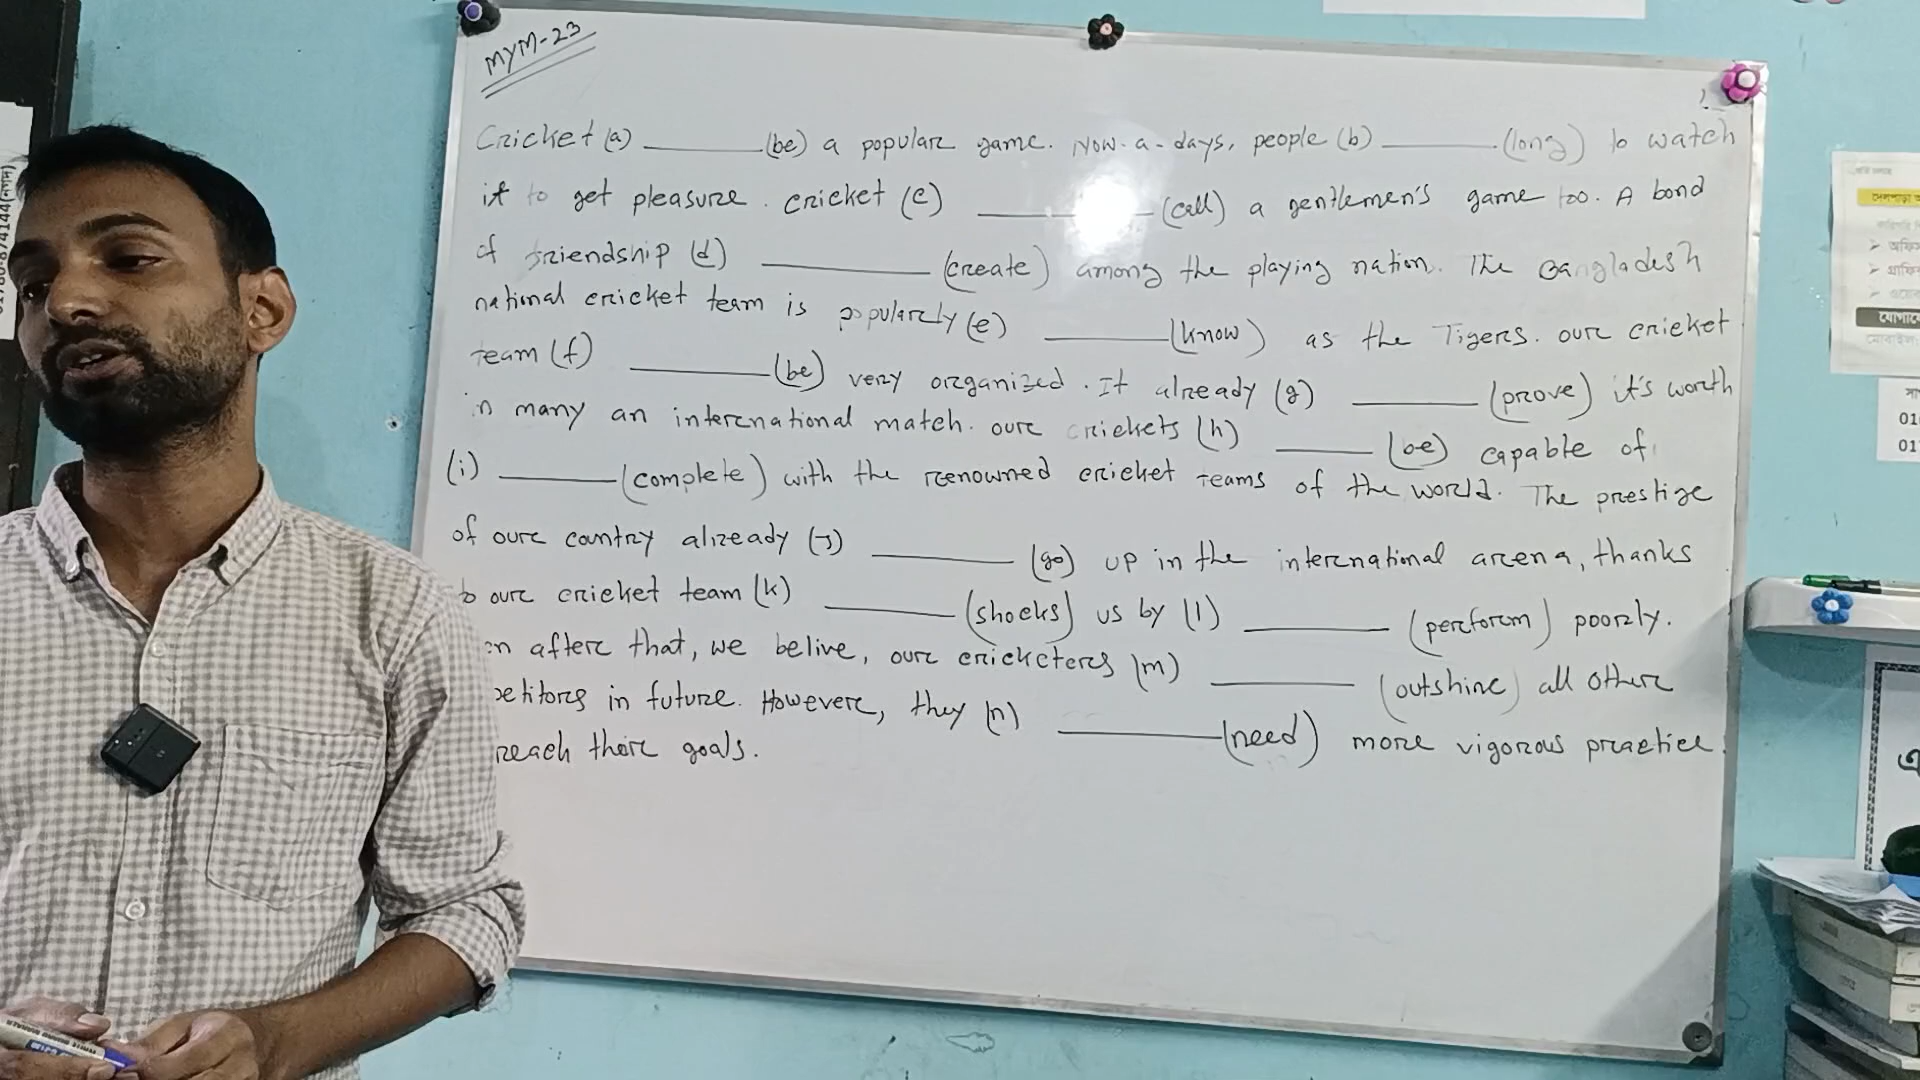 MYM-23
Cricket (a) ______ (be) a popular game. Now-a-days, people (b) ______ (long) to watch
it to get pleasure. cricket (c) ______ (call) a gentlemen's game too. A bond
of friendship (d) ______ (create) among the playing nation. The Bangladesh
national cricket team is popularly (e) ______ (know) as the Tigers. our cricket
team (f) ______ (be) very organized. It already (g) ______ (prove) it's worth
in many an international match. our crickets (h) ______ (be) capable of
(i) ______ (complete) with the renowned cricket teams of the world. The prestige
of our country already (j) ______ (go) up in the international arena, thanks
to our cricket team (k) ______ (shocks) us by (l) ______ (perform) poorly.
after that, we belive, our cricketers (m) ______ (outshine) all other
in future. However, they (n) ______ (need) more vigorous practice.
reach their goals.